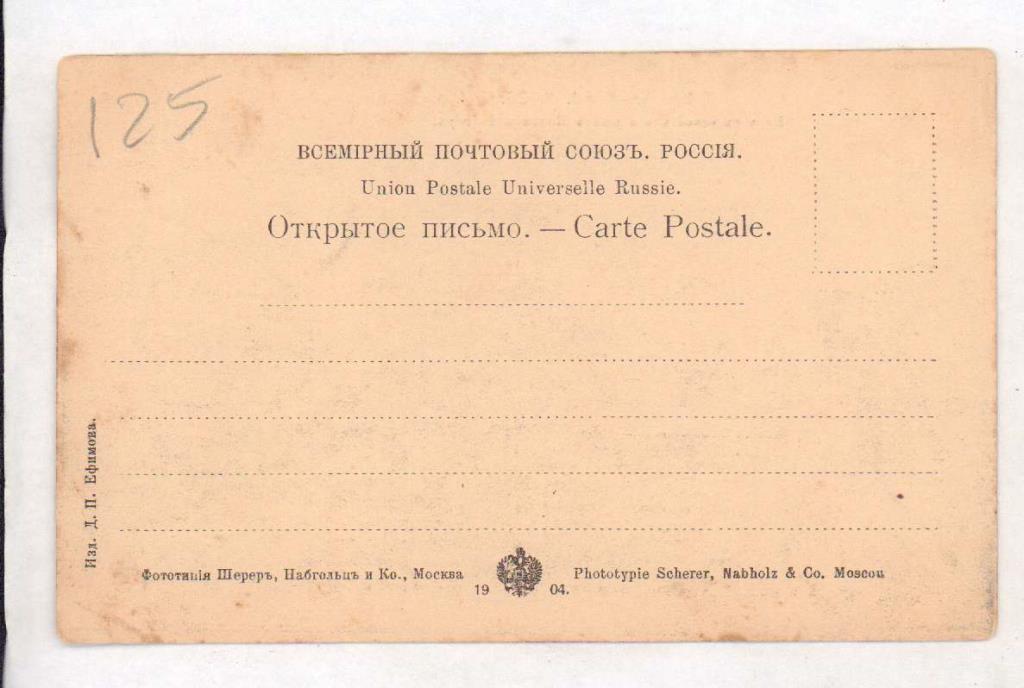 125
ВСЕМІРНЫЙ ПОЧТОВЫЙ СОЮЗЪ. РОССІЯ.
Union Postale Universelle Russie.
Открытое письмо. — Carte Postale.
Изд. Д. П. Ефимова.
Фототипія Шереръ, Набгольцъ и Ко., Москва
Phototypie Scherer, Nabholz & Co. Moscou
19 04.